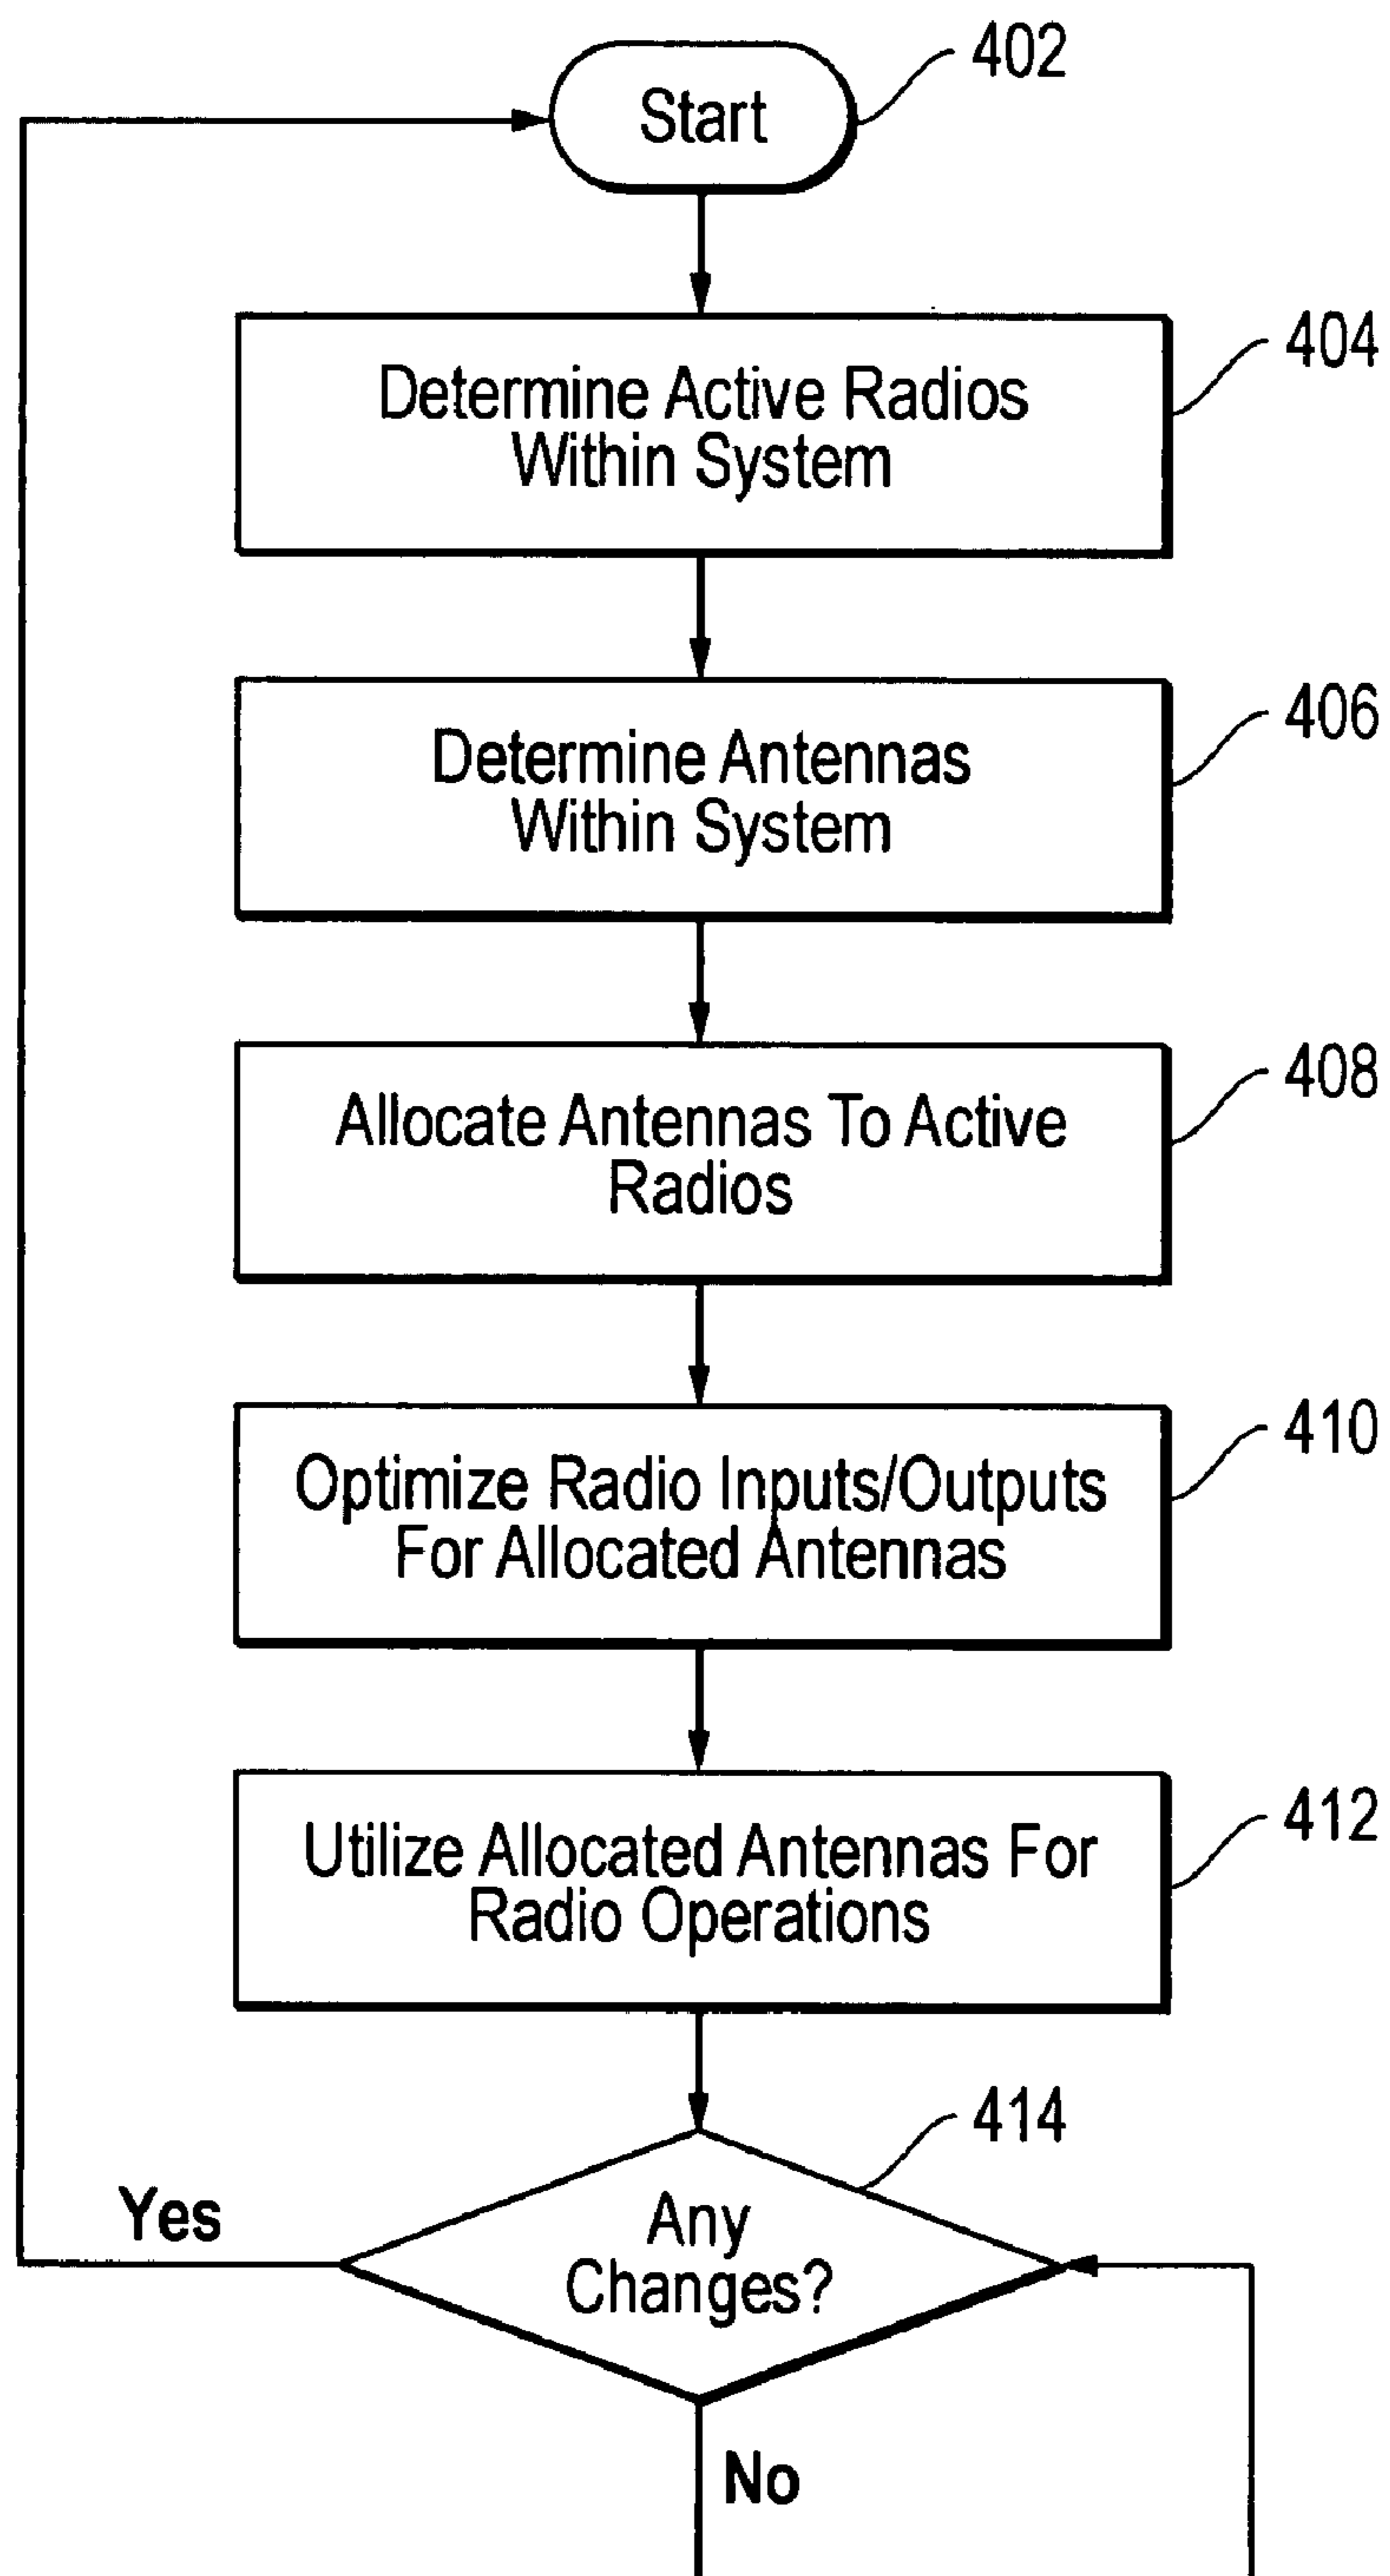 402
Start
404
Determine Active Radios
Within System
406
Determine Antennas
Within System
408
Allocate Antennas To Active
Radios
410
Optimize Radio Inputs/Outputs
For Allocated Antennas
412
Utilize Allocated Antennas For
Radio Operations
414
Yes
Any
Changes?
No